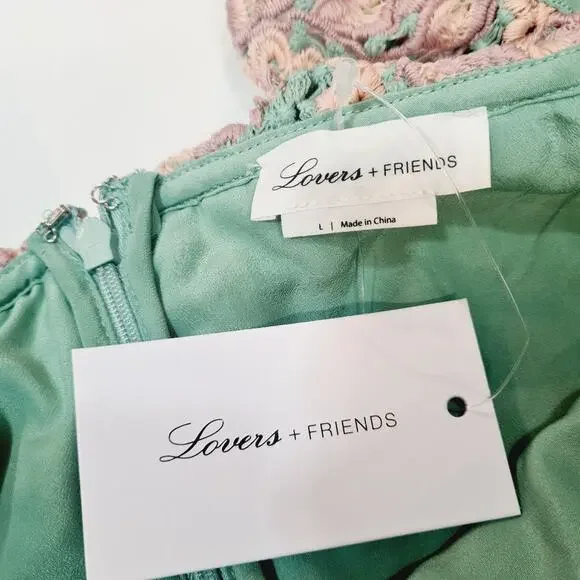 Lovers + FRIENDS
L | Made in China
Lovers + FRIENDS